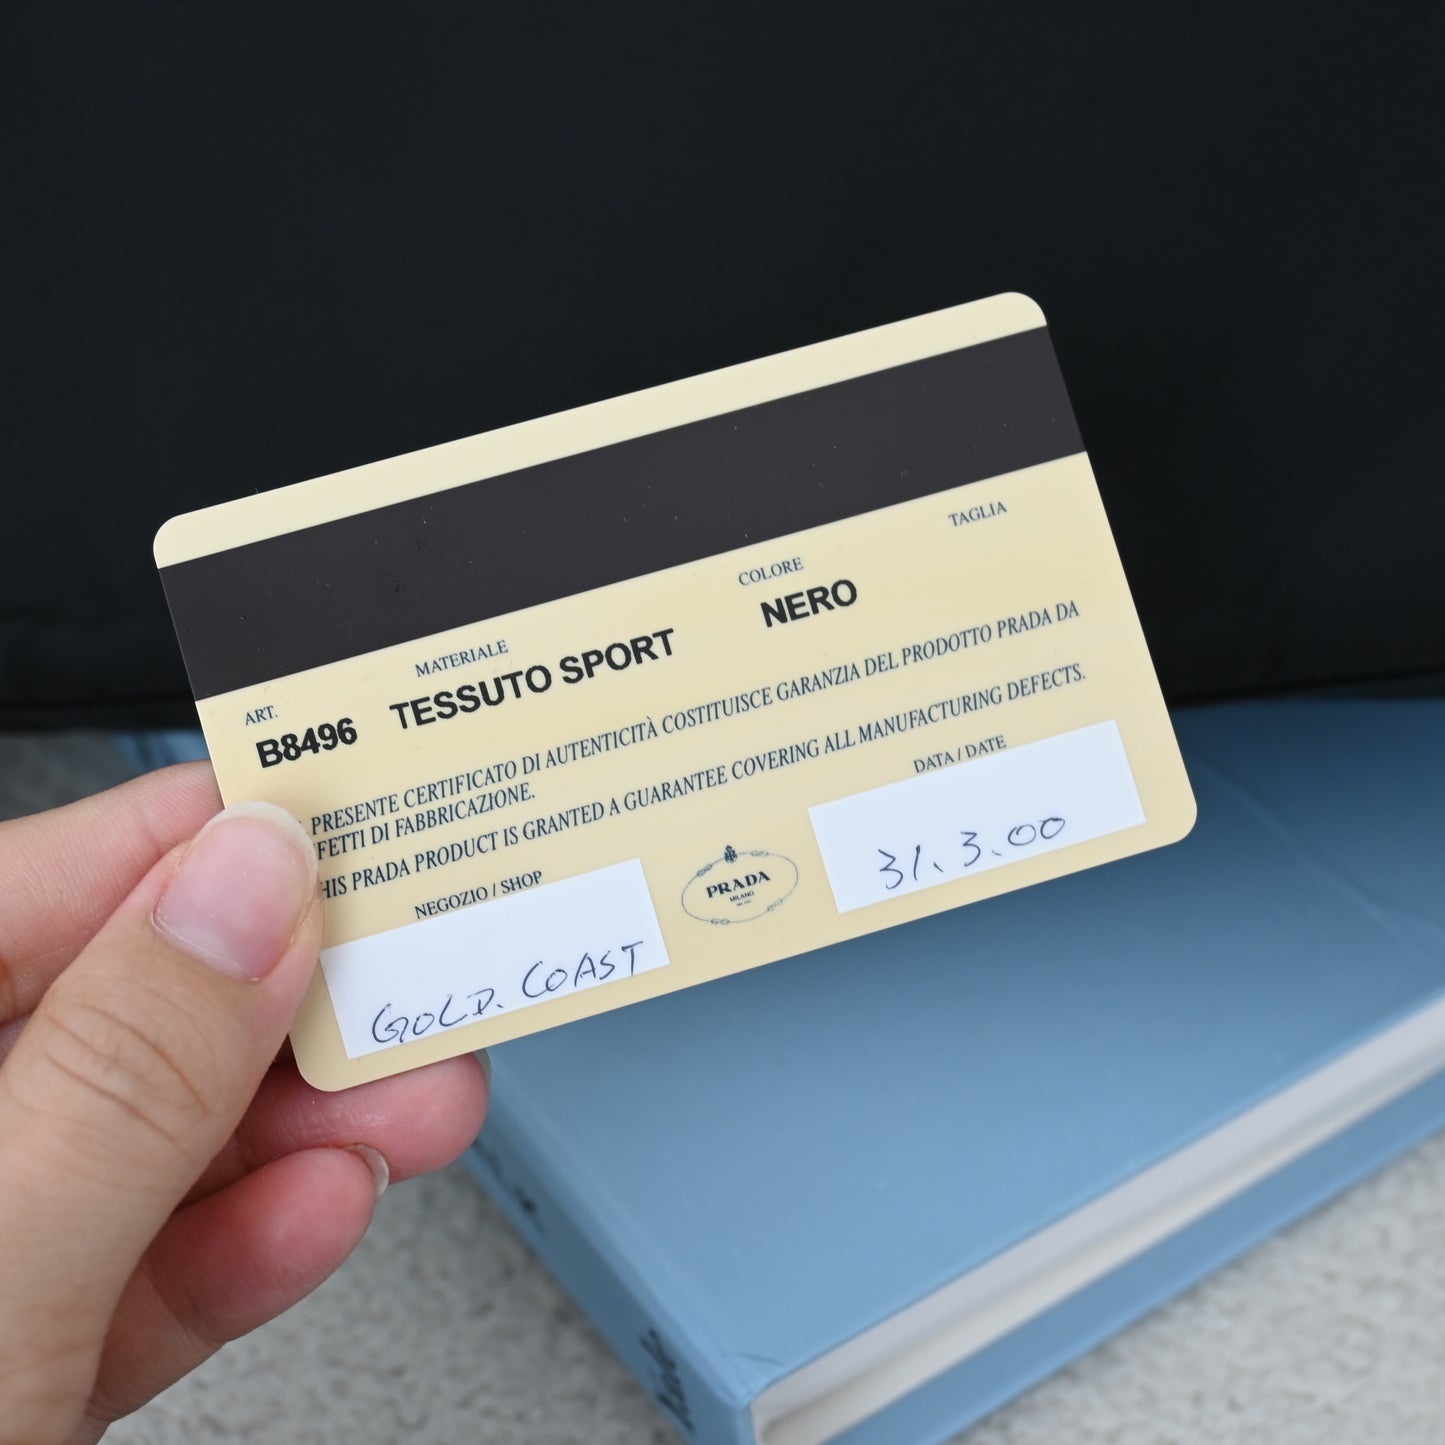 ART. MATERIALE COLORE TAGLIA
B8496 TESSUTO SPORT NERO
PRESENTE CERTIFICATO DI AUTENTICITÀ COSTITUISCE GARANZIA DEL PRODOTTO PRADA DA
FETTI DI FABBRICAZIONE.
HIS PRADA PRODUCT IS GRANTED A GUARANTEE COVERING ALL MANUFACTURING DEFECTS.
NEGOZIO / SHOP
GOLD. COAST
PRADA
MILANO
DATA / DATE
31.3.00